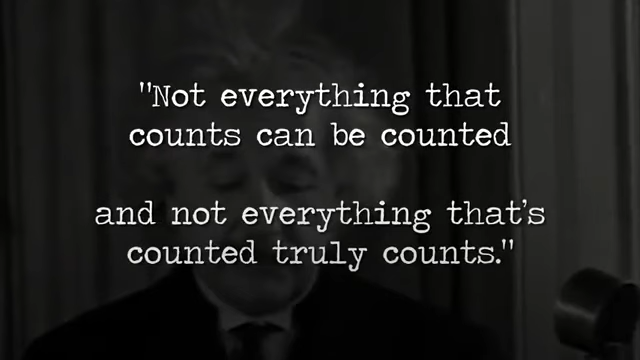 "Not everything that
counts can be counted
and not everything that's
counted truly counts."